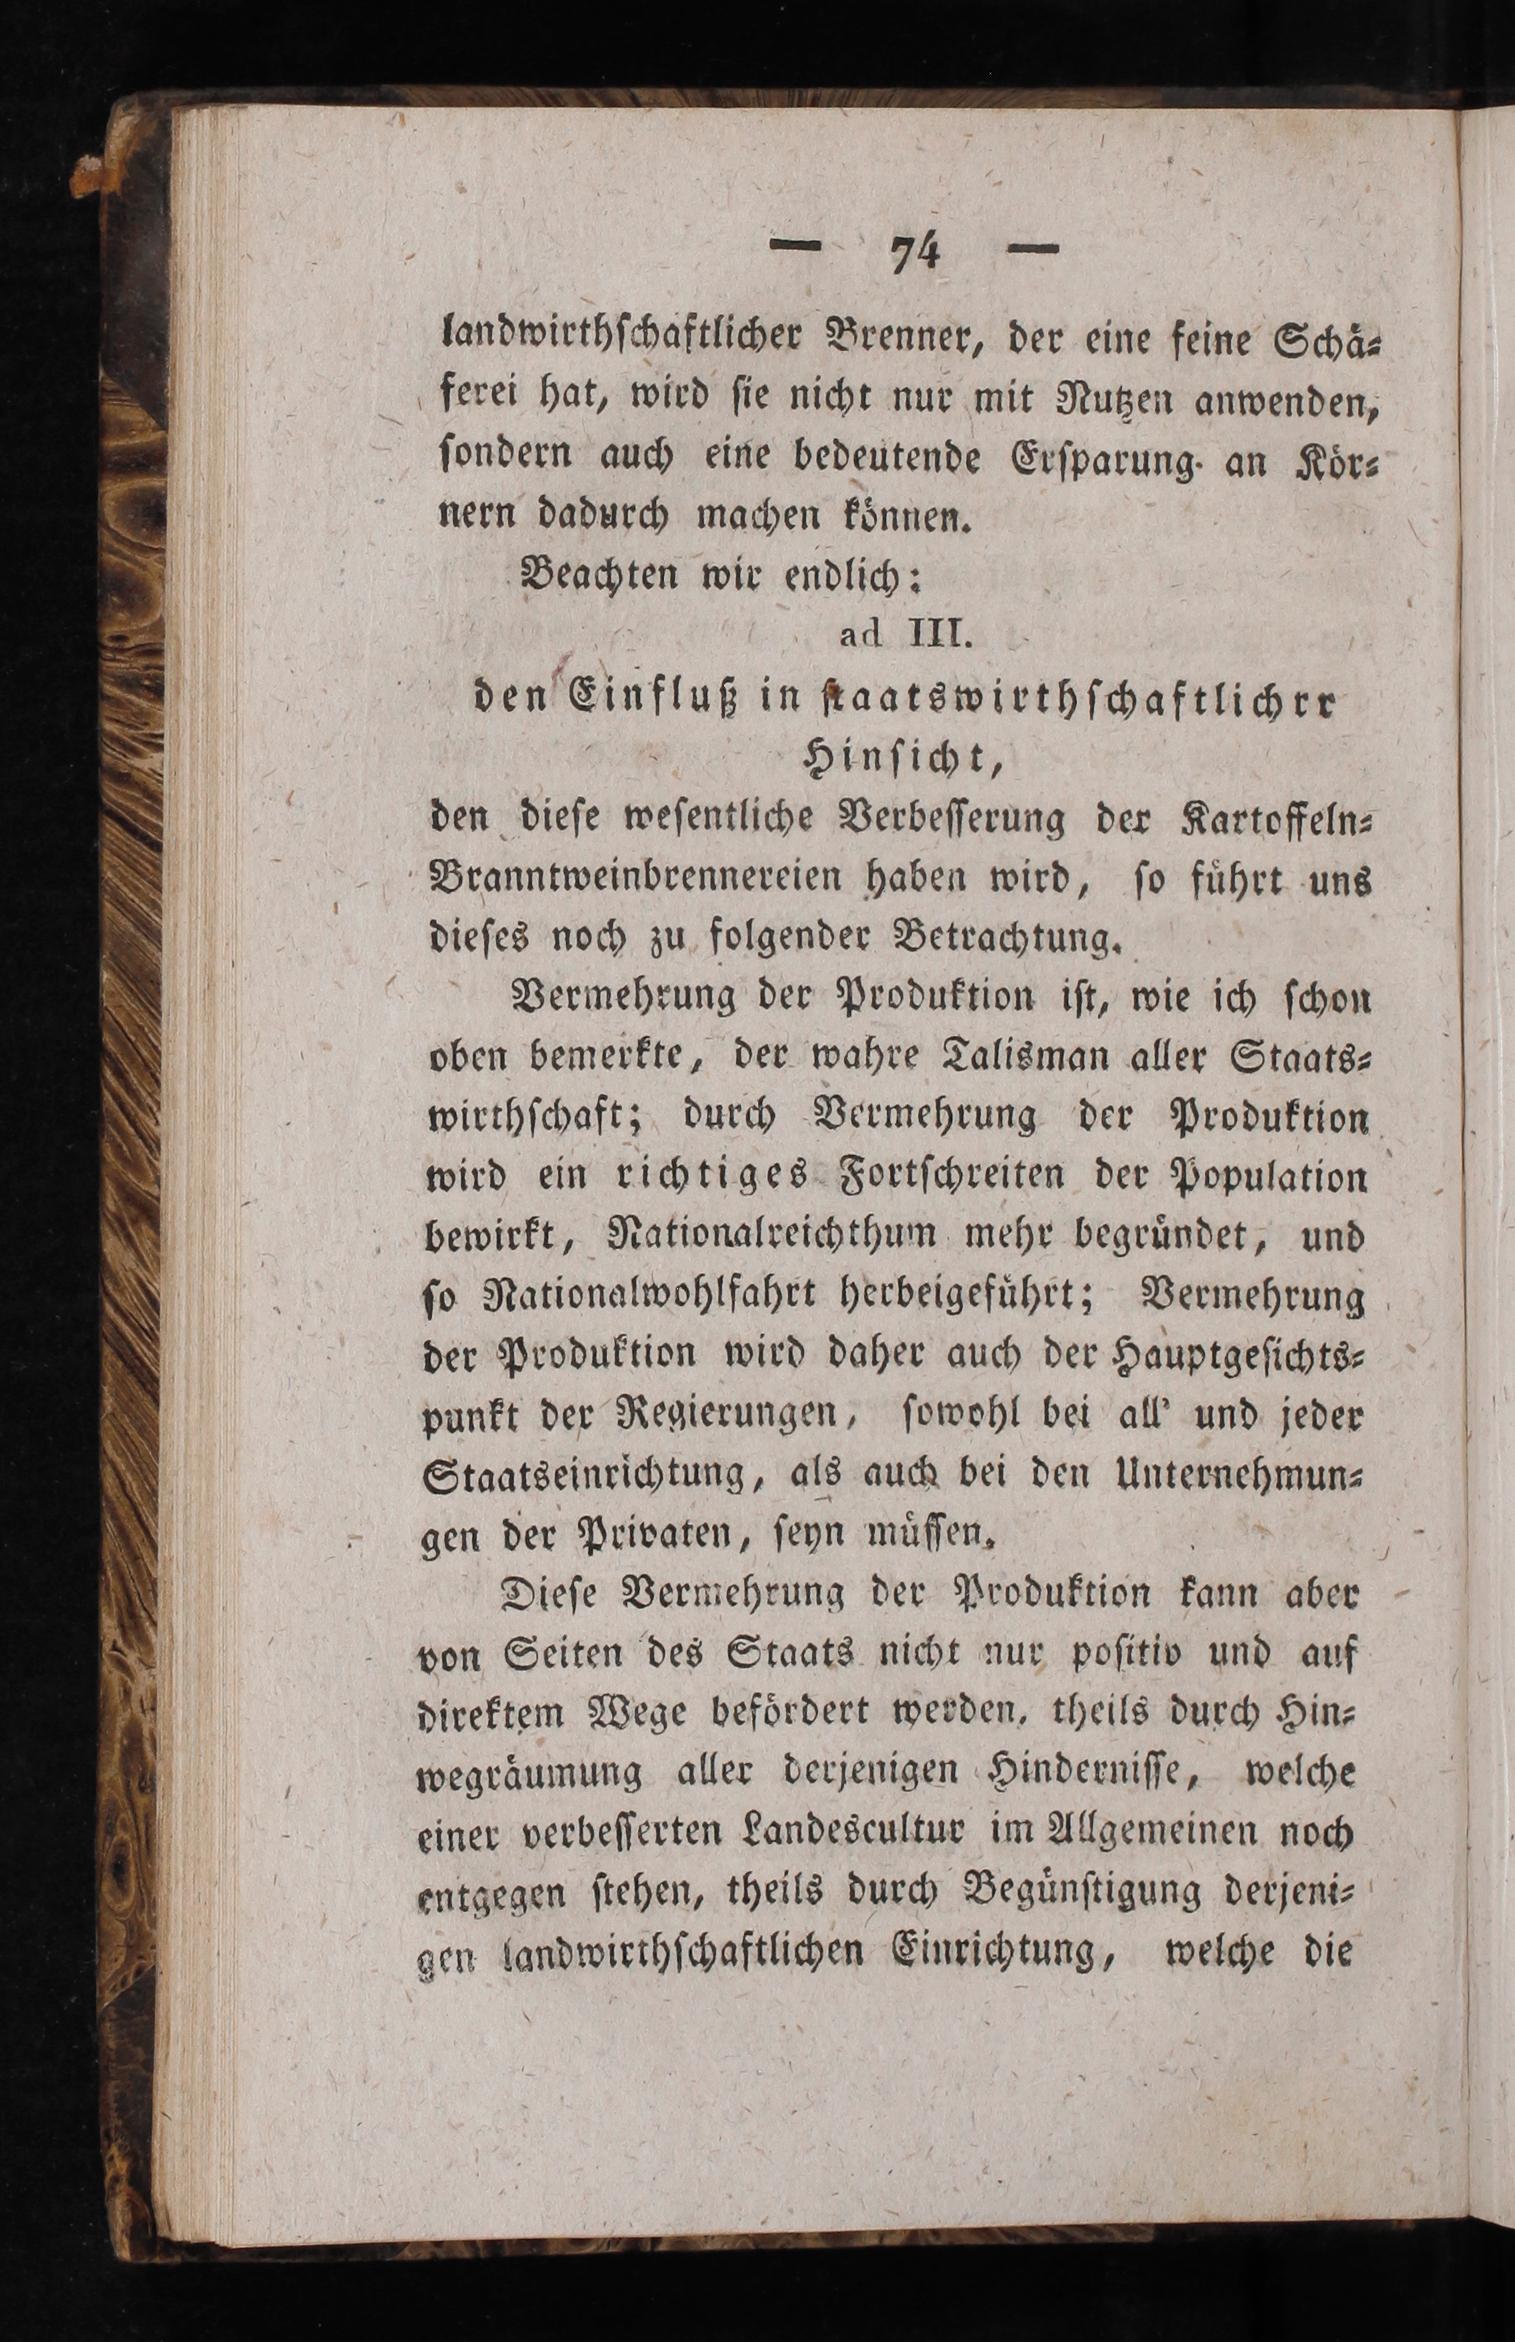 — 74 —
landwirthſchaftlicher Brenner, der eine feine Schä⸗
ferei hat, wird ſie nicht nur mit Nutzen anwenden,
ſondern auch eine bedeutende Erſparung an Kör⸗
nern dadurch machen können.
Beachten wir endlich:
ad III.
den Einfluß in ſtaatswirthſchaftlichrr
Hinſicht,
den dieſe weſentliche Verbeſſerung der Kartoffeln⸗
Branntweinbrennereien haben wird, ſo führt uns
dieſes noch zu folgender Betrachtung.
Vermehrung der Produktion iſt, wie ich ſchon
oben bemerkte, der wahre Talisman aller Staats⸗
wirthſchaft; durch Vermehrung der Produktion
wird ein richtiges Fortſchreiten der Population
bewirkt, Nationalreichthum mehr begründet, und
ſo Nationalwohlfahrt herbeigeführt; Vermehrung
der Produktion wird daher auch der Hauptgeſichts⸗
punkt der Regierungen, ſowohl bei all' und jeder
Staatseinrichtung, als auch bei den Unternehmun⸗
gen der Privaten, ſeyn müſſen.
Dieſe Vermehrung der Produktion kann aber
von Seiten des Staats nicht nur poſitiv und auf
direktem Wege befördert werden, theils durch Hin⸗
wegräumung aller derjenigen Hinderniſſe, welche
einer verbeſſerten Landescultur im Allgemeinen noch
entgegen ſtehen, theils durch Begünſtigung derjeni⸗
gen landwirthſchaftlichen Einrichtung, welche die